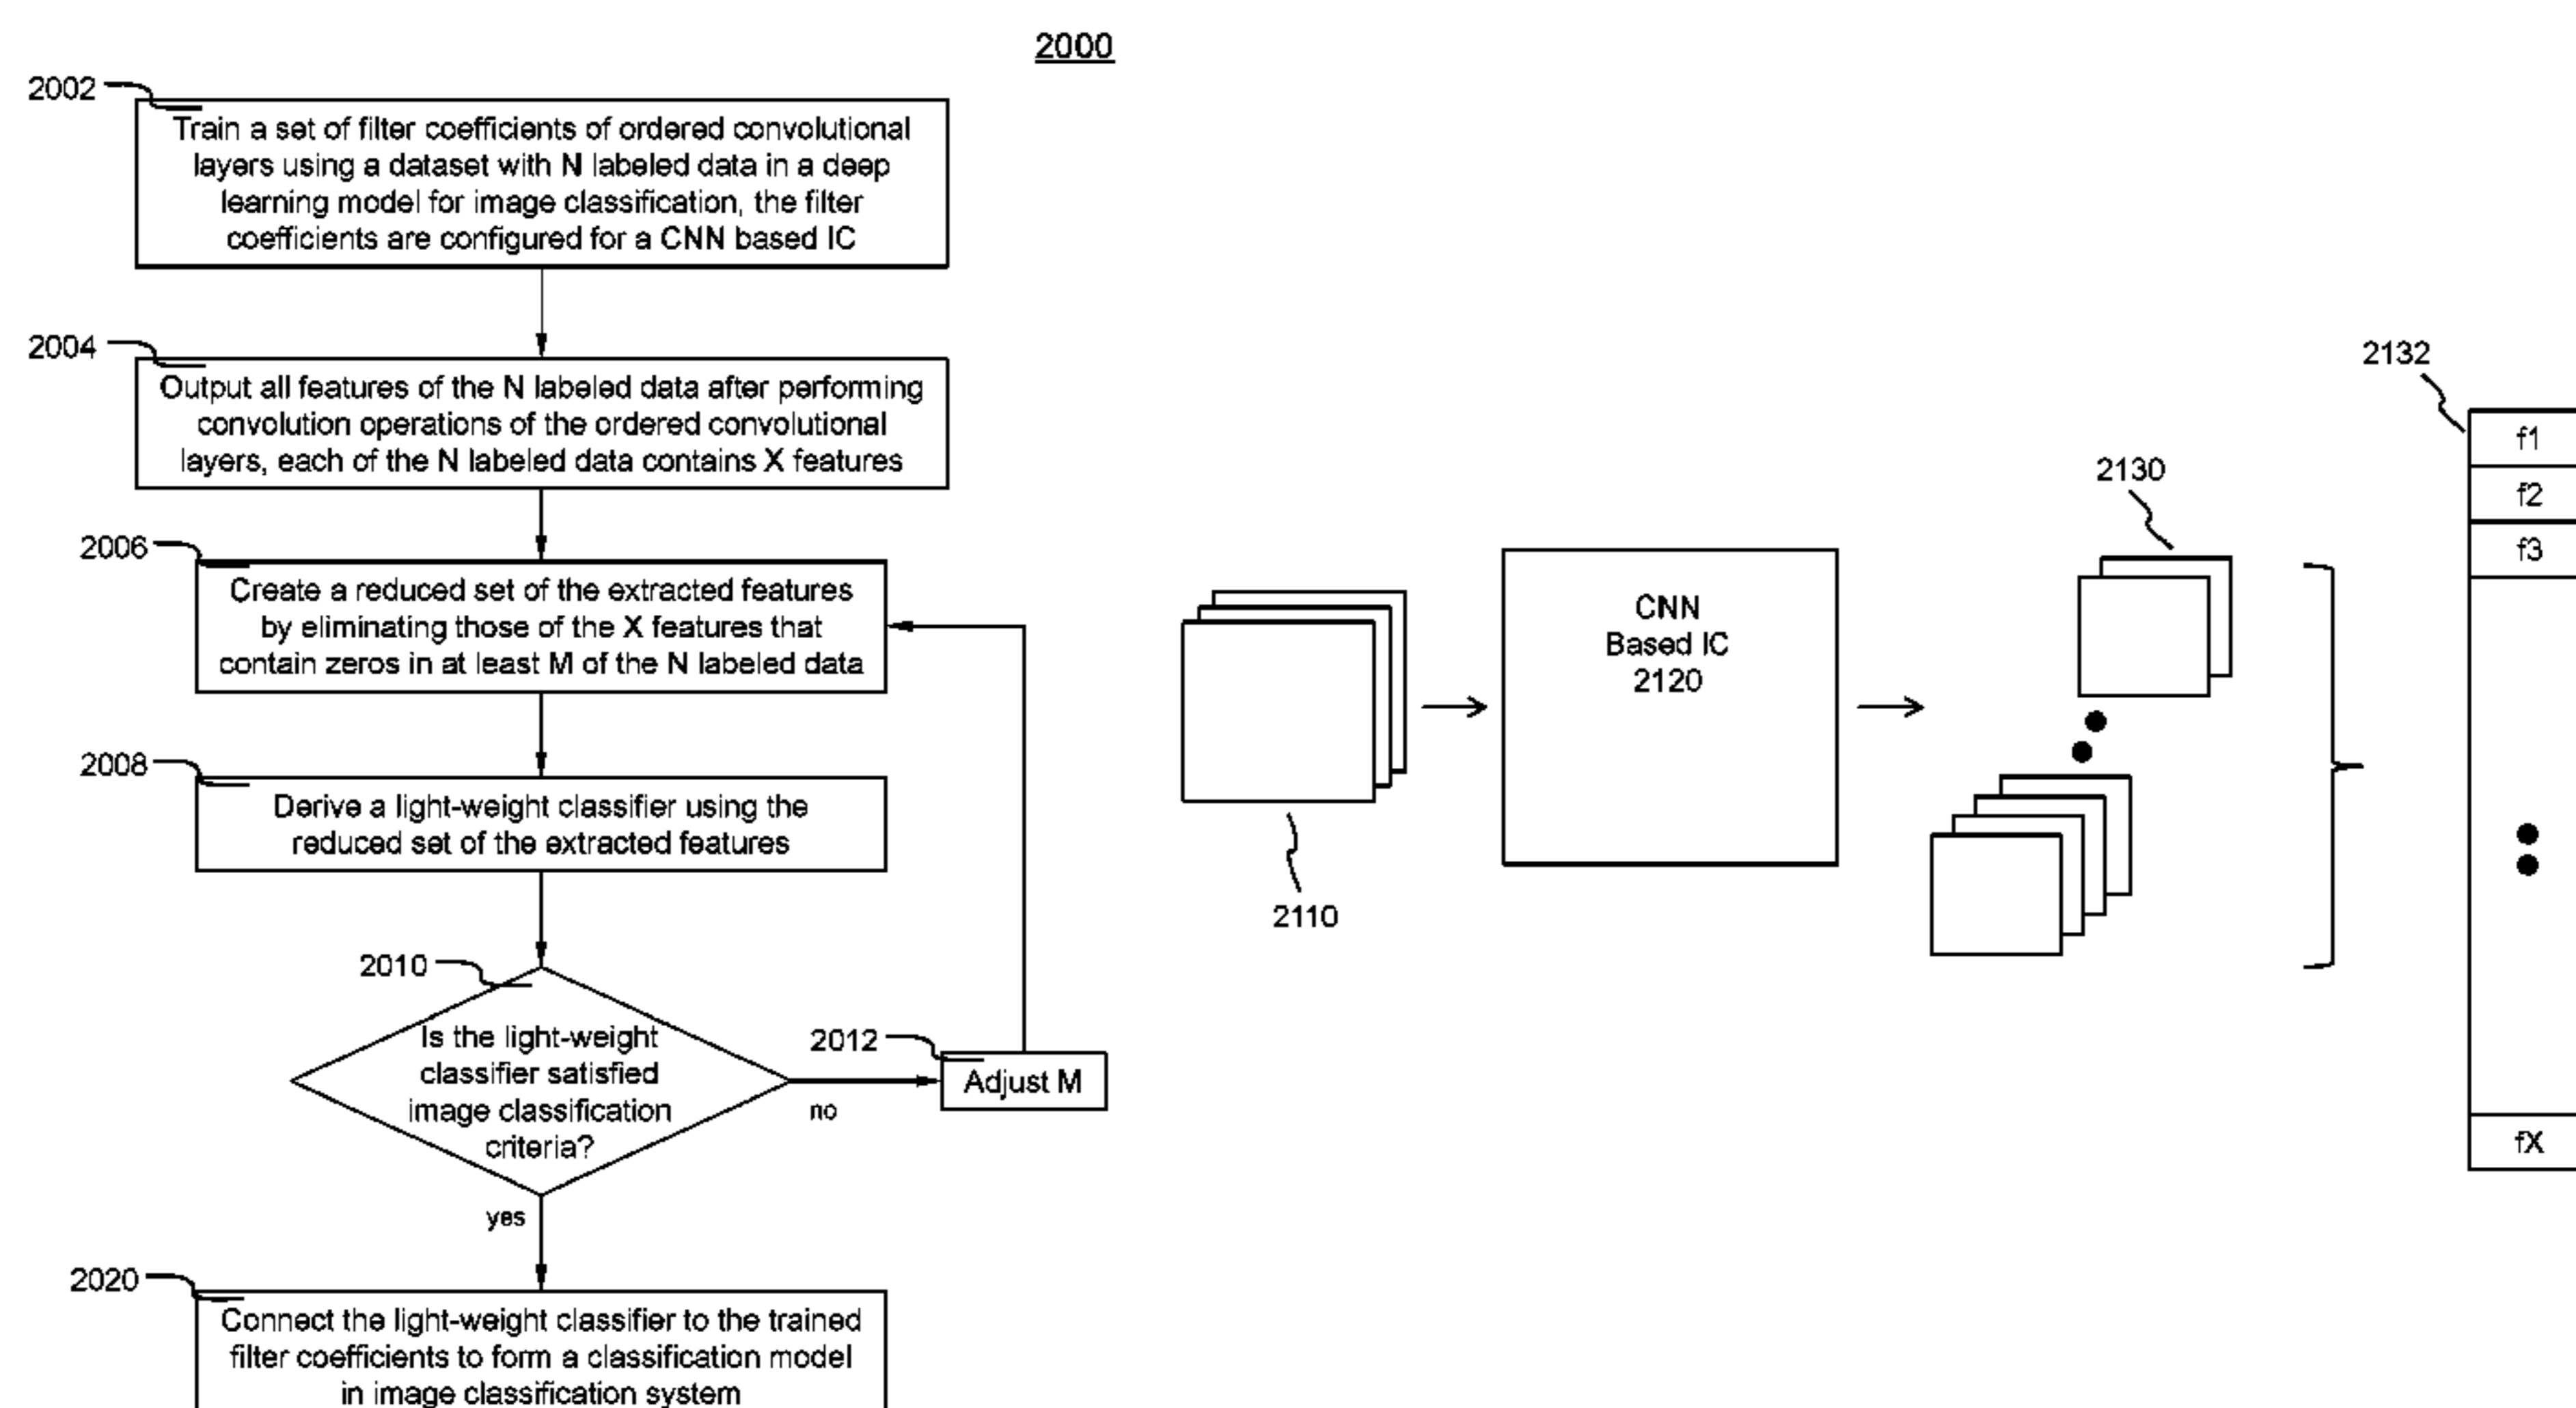 2000
2002
Train a set of filter coefficients of ordered convolutional
layers using a dataset with N labeled data in a deep
learning model for image classification, the filter
coefficients are configured for a CNN based IC
2004
Output all features of the N labeled data after performing
convolution operations of the ordered convolutional
layers, each of the N labeled data contains X features
2006
Create a reduced set of the extracted features
by eliminating those of the X features that
contain zeros in at least M of the N labeled data
2008
Derive a light-weight classifier using the
reduced set of the extracted features
2010
Is the light-weight
classifier satisfied
image classification
criteria?
no
2012
Adjust M
yes
2020
Connect the light-weight classifier to the trained
filter coefficients to form a classification model
in image classification system
2110
CNN
Based IC
2120
2130
2132
f1
f2
f3
fX